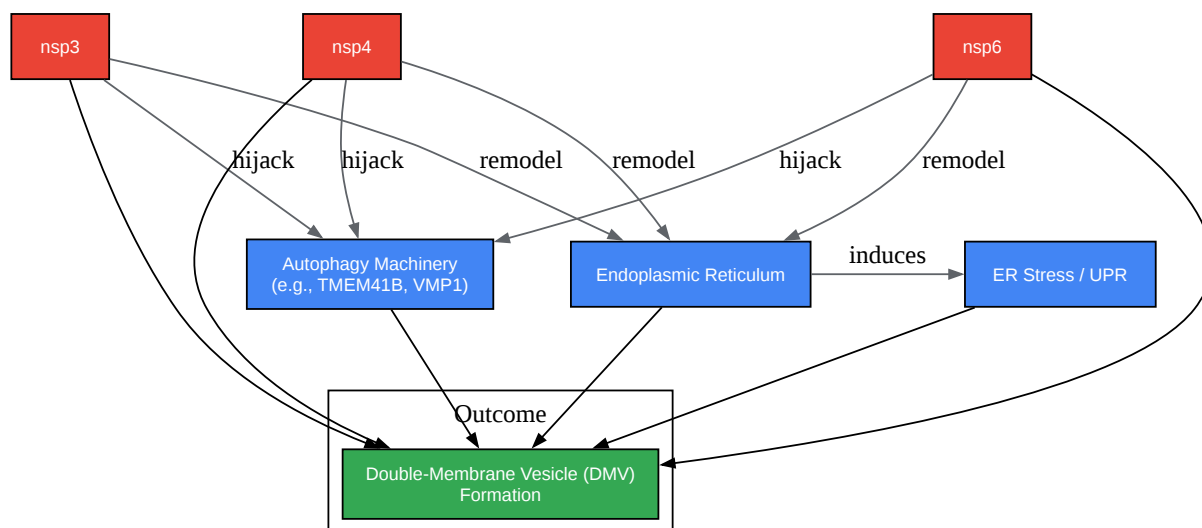 nsp3
nsp4
nsp6
hijack
hijack
remodel
remodel
hijack
remodel
Autophagy Machinery
(e.g., TMEM41B, VMP1)
Endoplasmic Reticulum
induces
ER Stress / UPR
Outcome
Double-Membrane Vesicle (DMV)
Formation